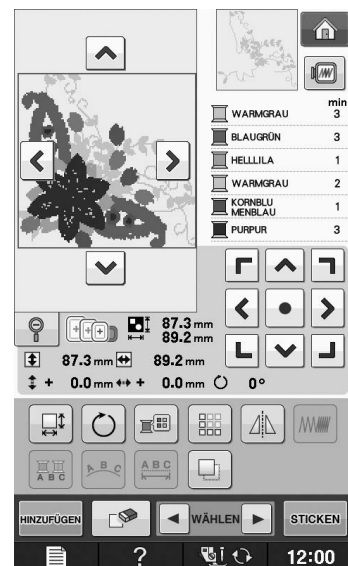 min
WARMGRAU 3
BLAUGRÜN 3
HELLLILA 1
WARMGRAU 2
KORNBLU
MENBLAU 1
PURPUR 3
87.3 mm
89.2 mm
87.3 mm 89.2 mm
+ 0.0 mm + 0.0 mm 0°
A B C A B C A B C
HINZUFÜGEN WÄHLEN STICKEN
? 12:00